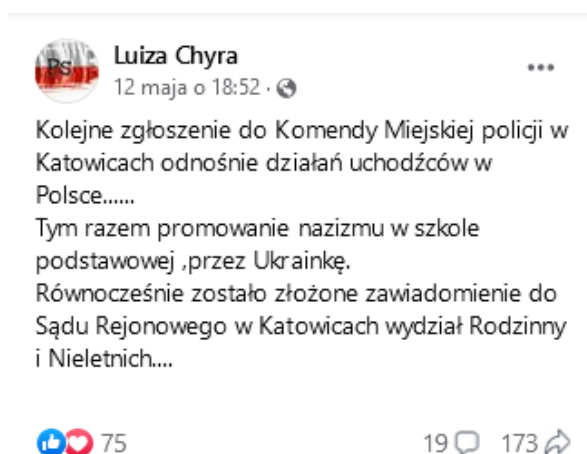 PS
Luiza Chyra
12 maja o 18:52 ·
Kolejne zgłoszenie do Komendy Miejskiej policji w
Katowicach odnośnie działań uchodźców w
Polsce......
Tym razem promowanie nazizmu w szkole
podstawowej ,przez Ukrainkę.
Równocześnie zostało złożone zawiadomienie do
Sądu Rejonowego w Katowicach wydział Rodzinny
i Nieletnich....
75
19
173